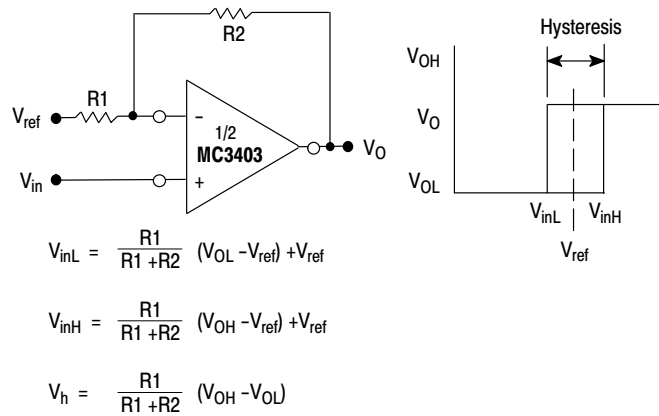 R2
Hysteresis
R1
VOH
Vref
-
1/2
MC3403
VO
VO
Vin
+
VOL
VinL
VinH
Vref
VinL = R1 / R1 +R2 (VOL –Vref) +Vref
VinH = R1 / R1 +R2 (VOH –Vref) +Vref
Vh = R1 / R1 +R2 (VOH –VOL)